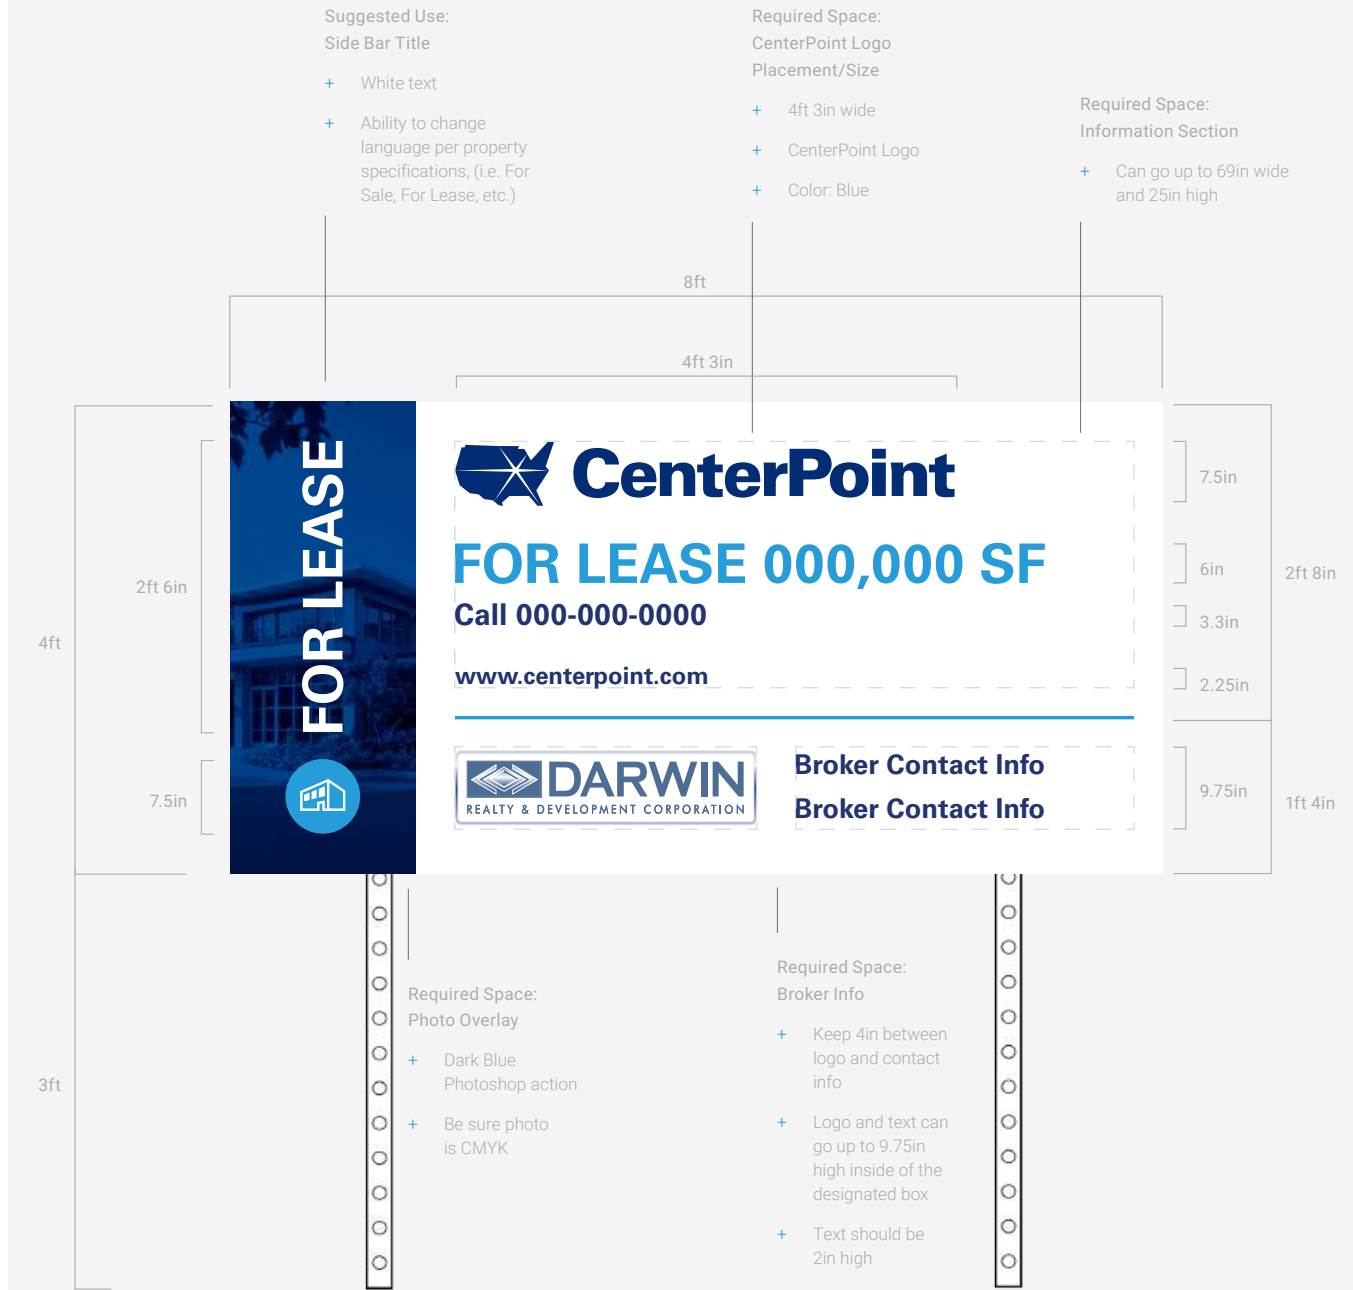 Suggested Use:
Side Bar Title
+ White text
+ Ability to change
language per property
specifications, (i.e. For
Sale, For Lease, etc.)
Required Space:
CenterPoint Logo
Placement/Size
+ 4ft 3in wide
+ CenterPoint Logo
+ Color: Blue
Required Space:
Information Section
+ Can go up to 69in wide
and 25in high
8ft
4ft 3in
4ft
2ft 6in
7.5in
3ft
FOR LEASE
CenterPoint
FOR LEASE 000,000 SF
Call 000-000-0000
www.centerpoint.com
DARWIN
REALTY & DEVELOPMENT CORPORATION
Broker Contact Info
Broker Contact Info
7.5in
6in
3.3in
2.25in
9.75in
2ft 8in
1ft 4in
Required Space:
Photo Overlay
+ Dark Blue
Photoshop action
+ Be sure photo
is CMYK
Required Space:
Broker Info
+ Keep 4in between
logo and contact
info
+ Logo and text can
go up to 9.75in
high inside of the
designated box
+ Text should be
2in high